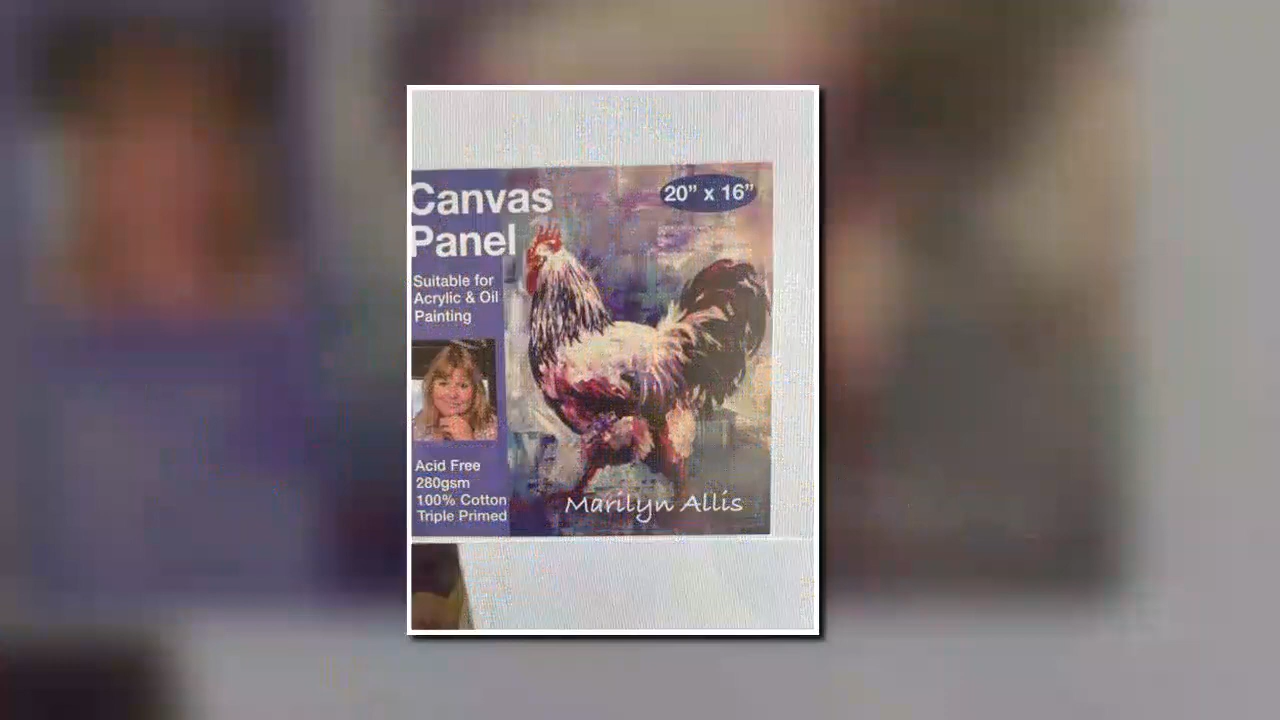 Canvas
Panel
20” x 16”
Suitable for
Acrylic & Oil
Painting
Acid Free
280gsm
100% Cotton
Triple Primed
Marilyn Allis